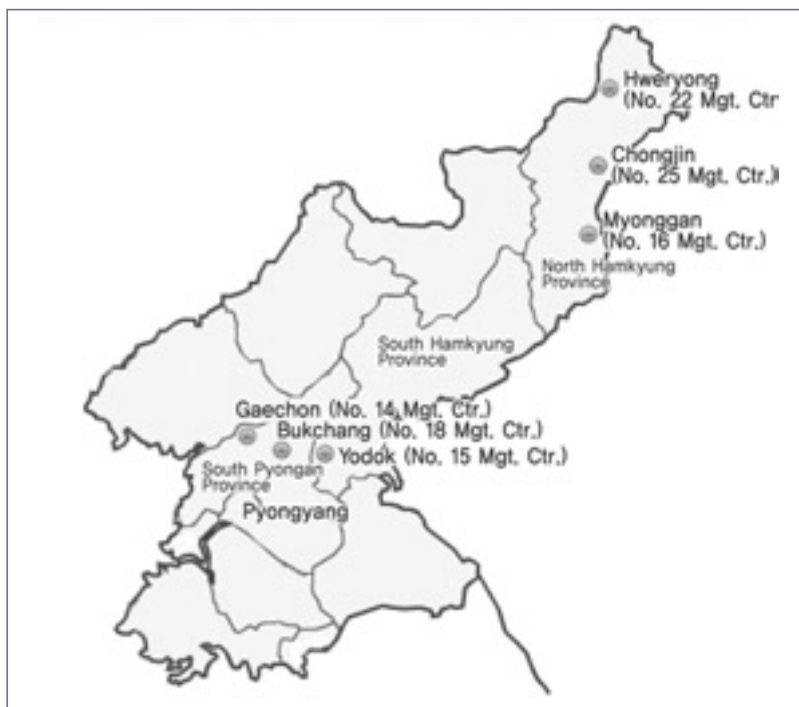 Hweryong
(No. 22 Mgt. Ctr
Chongjin
(No. 25 Mgt. Ctr.)
Myonggan
(No. 16 Mgt. Ctr.)
North Hamkyung
Province
South Hamkyung
Province
Gaechon (No. 14 Mgt. Ctr.)
Bukchang (No. 18 Mgt. Ctr.)
Yodok (No. 15 Mgt. Ctr.)
South Pyongan
Province
Pyongyang